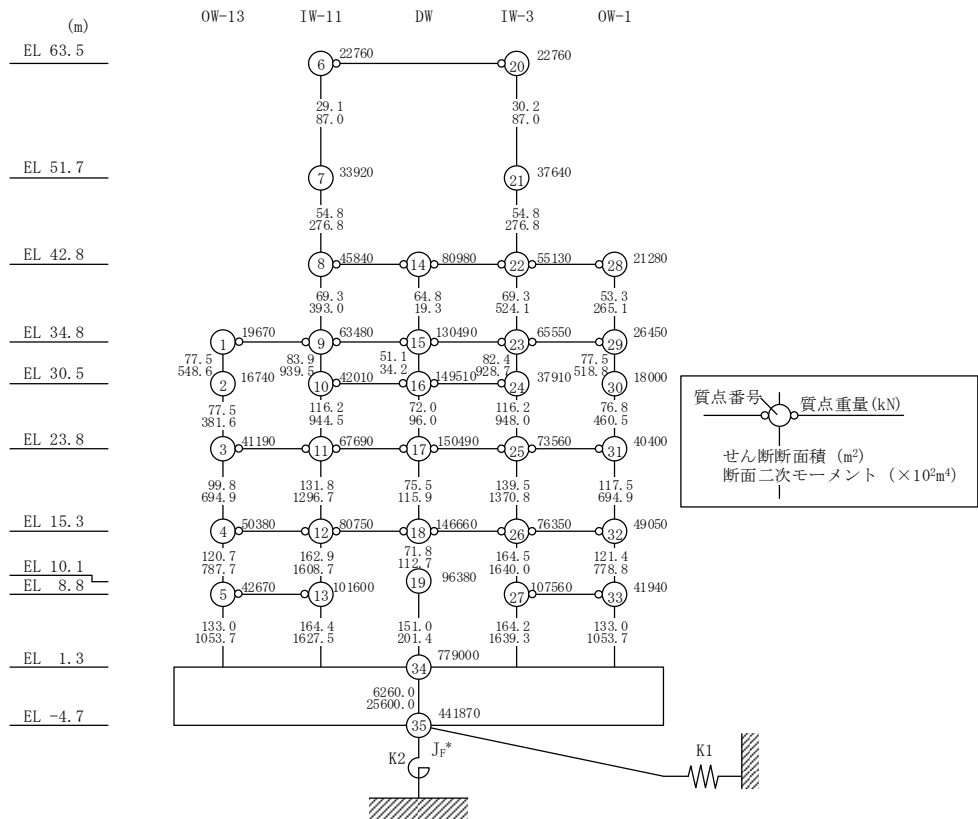 OW-13 IW-11 DW IW-3 OW-1
(m)
EL 63.5
6 22760 20 22760
29.1 30.2
87.0 87.0
EL 51.7
7 33920 21 37640
54.8 54.8
276.8 276.8
EL 42.8
8 45840 14 80980 22 55130 28 21280
69.3 64.8 69.3 53.3
393.0 19.3 524.1 265.1
EL 34.8
1 19670 9 63480 15 130490 23 65550 29 26450
77.5 83.9 51.1 82.4 77.5
548.6 939.5 34.2 928.7 518.8
EL 30.5
2 16740 10 42010 16 149510 24 37910 30 18000
77.5 116.2 72.0 116.2 76.8
381.6 944.5 96.0 948.0 460.5
EL 23.8
3 41190 11 67690 17 150490 25 73560 31 40400
99.8 131.8 75.5 139.5 117.5
694.9 1296.7 115.9 1370.8 694.9
EL 15.3
4 50380 12 80750 18 146660 26 76350 32 49050
120.7 162.9 71.8 164.5 121.4
787.7 1608.7 112.7 1640.0 778.8
EL 10.1
19 96380
EL 8.8
5 42670 13 101600 27 107560 33 41940
133.0 164.4 151.0 164.2 133.0
1053.7 1627.5 201.4 1639.3 1053.7
EL 1.3
34 779000
6260.0
25600.0
EL -4.7
35 441870
K2 J_F* K1
質点番号 質点重量(kN)
せん断断面積 (m²)
断面二次モーメント (×10²m⁴)